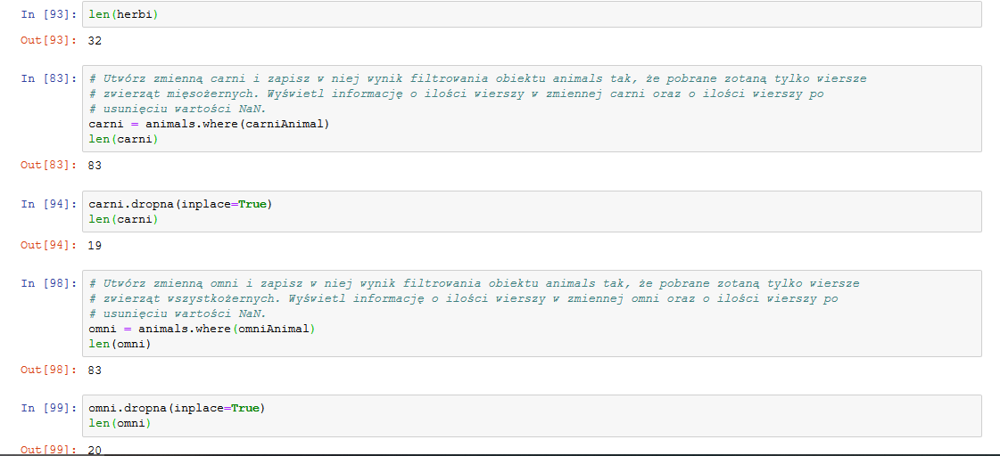 In [93]: len(herbi)
Out[93]: 32
In [83]: # Utwórz zmienną carni i zapisz w niej wynik filtrowania obiektu animals tak, że pobrane zotaną tylko wiersze
# zwierząt mięsożernych. Wyświetl informację o ilości wierszy w zmiennej carni oraz o ilości wierszy po
# usunięciu wartości NaN.
carni = animals.where(carniAnimal)
len(carni)
Out[83]: 83
In [94]: carni.dropna(inplace=True)
len(carni)
Out[94]: 19
In [98]: # Utwórz zmienną omni i zapisz w niej wynik filtrowania obiektu animals tak, że pobrane zotaną tylko wiersze
# zwierząt wszystkożernych. Wyświetl informację o ilości wierszy w zmiennej omni oraz o ilości wierszy po
# usunięciu wartości NaN.
omni = animals.where(omniAnimal)
len(omni)
Out[98]: 83
In [99]: omni.dropna(inplace=True)
len(omni)
Out[99]: 20